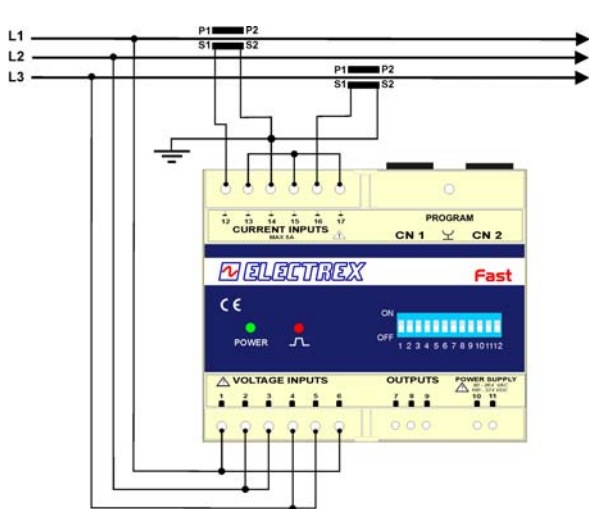 P1 P2
L1
S1 S2
L2
P1 P2
L3
S1 S2
12 13 14 15 16 17
CURRENT INPUTS
MAX 5A
PROGRAM
CN 1 CN 2
ELECTREX
Fast
CE
ON
OFF
POWER
1 2 3 4 5 6 7 8 9 10 11 12
VOLTAGE INPUTS
OUTPUTS
POWER SUPPLY
1 2 3 4 5 6
7 8 9
10 11